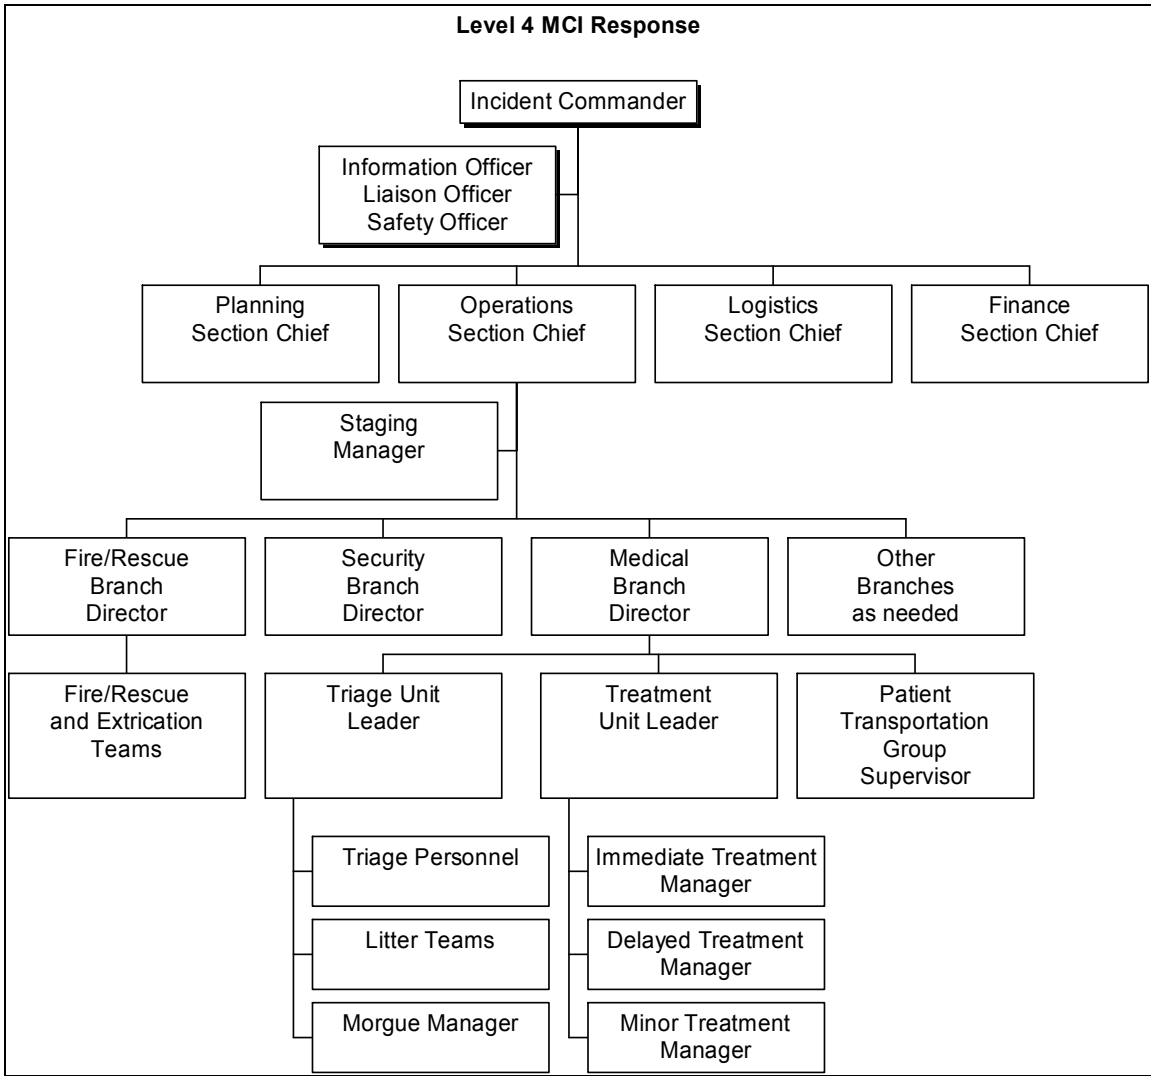 Level 4 MCI Response
Incident Commander
Information Officer
Liaison Officer
Safety Officer
Planning
Section Chief
Operations
Section Chief
Logistics
Section Chief
Finance
Section Chief
Staging
Manager
Fire/Rescue
Branch
Director
Security
Branch
Director
Medical
Branch
Director
Other
Branches
as needed
Fire/Rescue
and Extrication
Teams
Triage Unit
Leader
Treatment
Unit Leader
Patient
Transportation
Group
Supervisor
Triage Personnel
Litter Teams
Morgue Manager
Immediate Treatment
Manager
Delayed Treatment
Manager
Minor Treatment
Manager